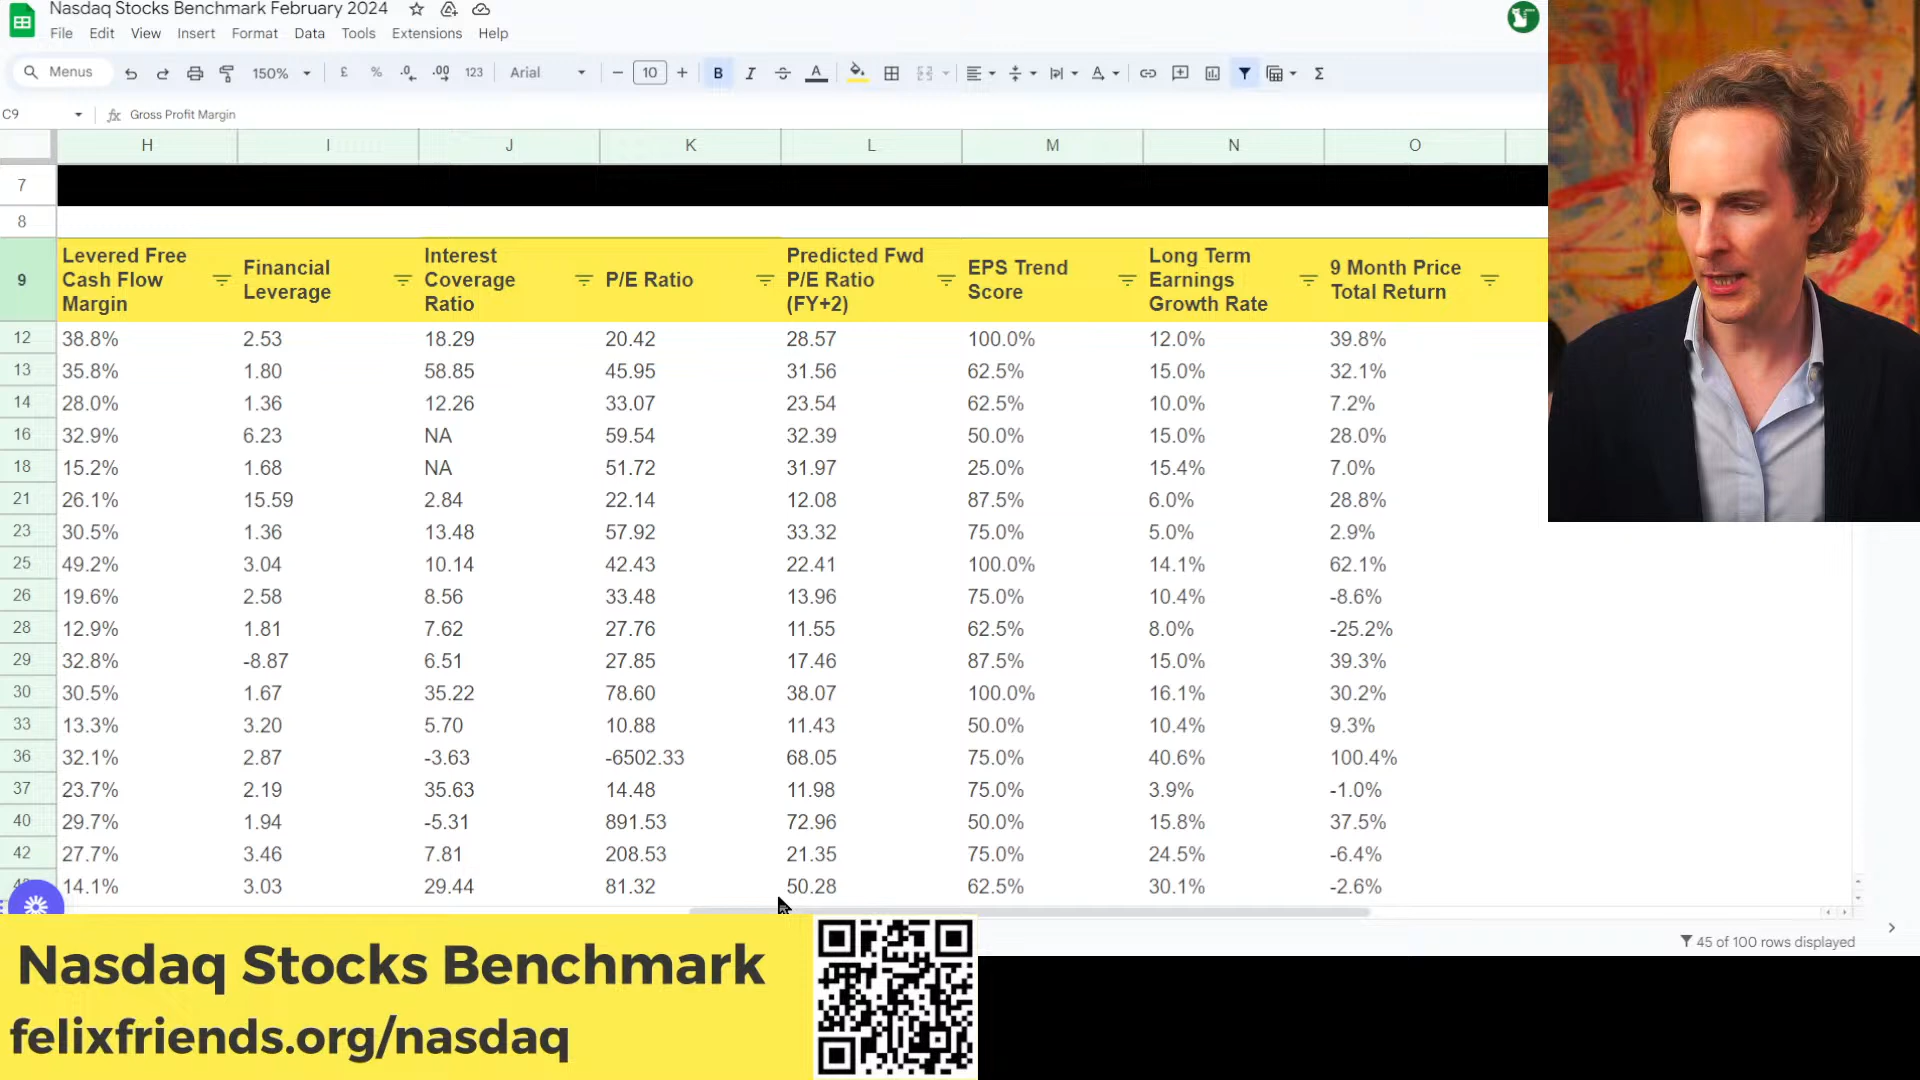 Nasdaq Stocks Benchmark February 2024
File Edit View Insert Format Data Tools Extensions Help
Menus 150% £ % .0 .00 123 Arial 10 B I S A Σ
C9 fx Gross Profit Margin
H I J K L M N O
7
8
9 Levered Free Cash Flow Margin Financial Leverage Interest Coverage Ratio P/E Ratio Predicted Fwd P/E Ratio (FY+2) EPS Trend Score Long Term Earnings Growth Rate 9 Month Price Total Return
12 38.8% 2.53 18.29 20.42 28.57 100.0% 12.0% 39.8%
13 35.8% 1.80 58.85 45.95 31.56 62.5% 15.0% 32.1%
14 28.0% 1.36 12.26 33.07 23.54 62.5% 10.0% 7.2%
16 32.9% 6.23 NA 59.54 32.39 50.0% 15.0% 28.0%
18 15.2% 1.68 NA 51.72 31.97 25.0% 15.4% 7.0%
21 26.1% 15.59 2.84 22.14 12.08 87.5% 6.0% 28.8%
23 30.5% 1.36 13.48 57.92 33.32 75.0% 5.0% 2.9%
25 49.2% 3.04 10.14 42.43 22.41 100.0% 14.1% 62.1%
26 19.6% 2.58 8.56 33.48 13.96 75.0% 10.4% -8.6%
28 12.9% 1.81 7.62 27.76 11.55 62.5% 8.0% -25.2%
29 32.8% -8.87 6.51 27.85 17.46 87.5% 15.0% 39.3%
30 30.5% 1.67 35.22 78.60 38.07 100.0% 16.1% 30.2%
33 13.3% 3.20 5.70 10.88 11.43 50.0% 10.4% 9.3%
36 32.1% 2.87 -3.63 -6502.33 68.05 75.0% 40.6% 100.4%
37 23.7% 2.19 35.63 14.48 11.98 75.0% 3.9% -1.0%
40 29.7% 1.94 -5.31 891.53 72.96 50.0% 15.8% 37.5%
42 27.7% 3.46 7.81 208.53 21.35 75.0% 24.5% -6.4%
14.1% 3.03 29.44 81.32 50.28 62.5% 30.1% -2.6%
45 of 100 rows displayed
Nasdaq Stocks Benchmark
felixfriends.org/nasdaq